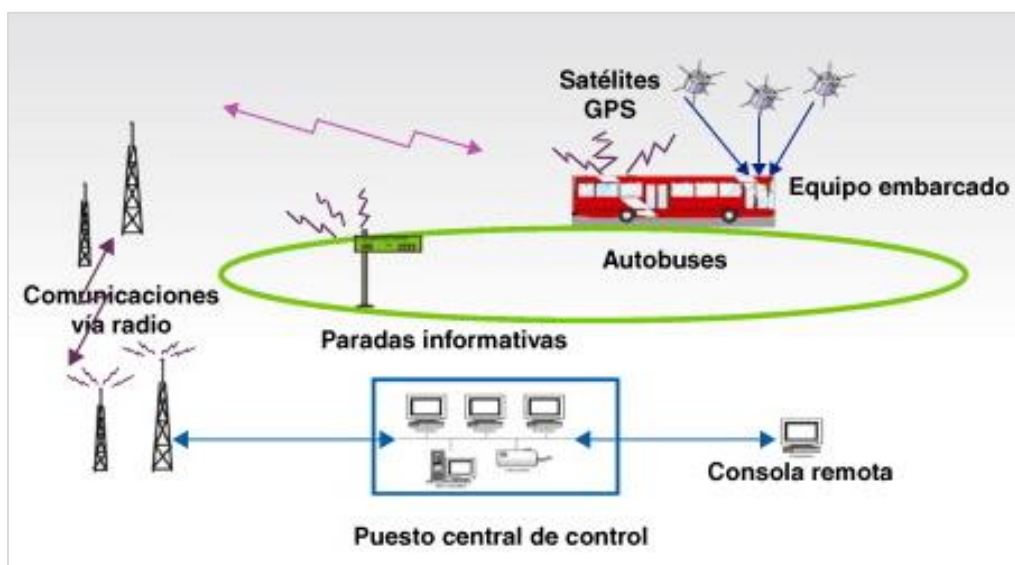 Satélites
GPS
Equipo embarcado
Autobuses
Comunicaciones
vía radio
Paradas informativas
Consola remota
Puesto central de control